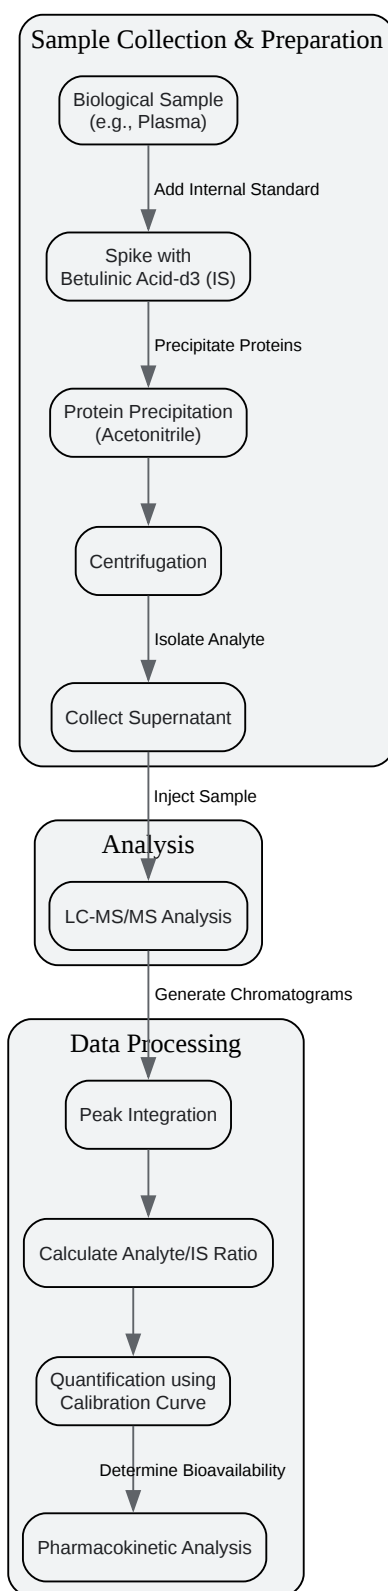 Sample Collection & Preparation
Biological Sample
(e.g., Plasma)
Add Internal Standard
Spike with
Betulinic Acid-d3 (IS)
Precipitate Proteins
Protein Precipitation
(Acetonitrile)
Centrifugation
Isolate Analyte
Collect Supernatant
Inject Sample
Analysis
LC-MS/MS Analysis
Generate Chromatograms
Data Processing
Peak Integration
Calculate Analyte/IS Ratio
Quantification using
Calibration Curve
Determine Bioavailability
Pharmacokinetic Analysis